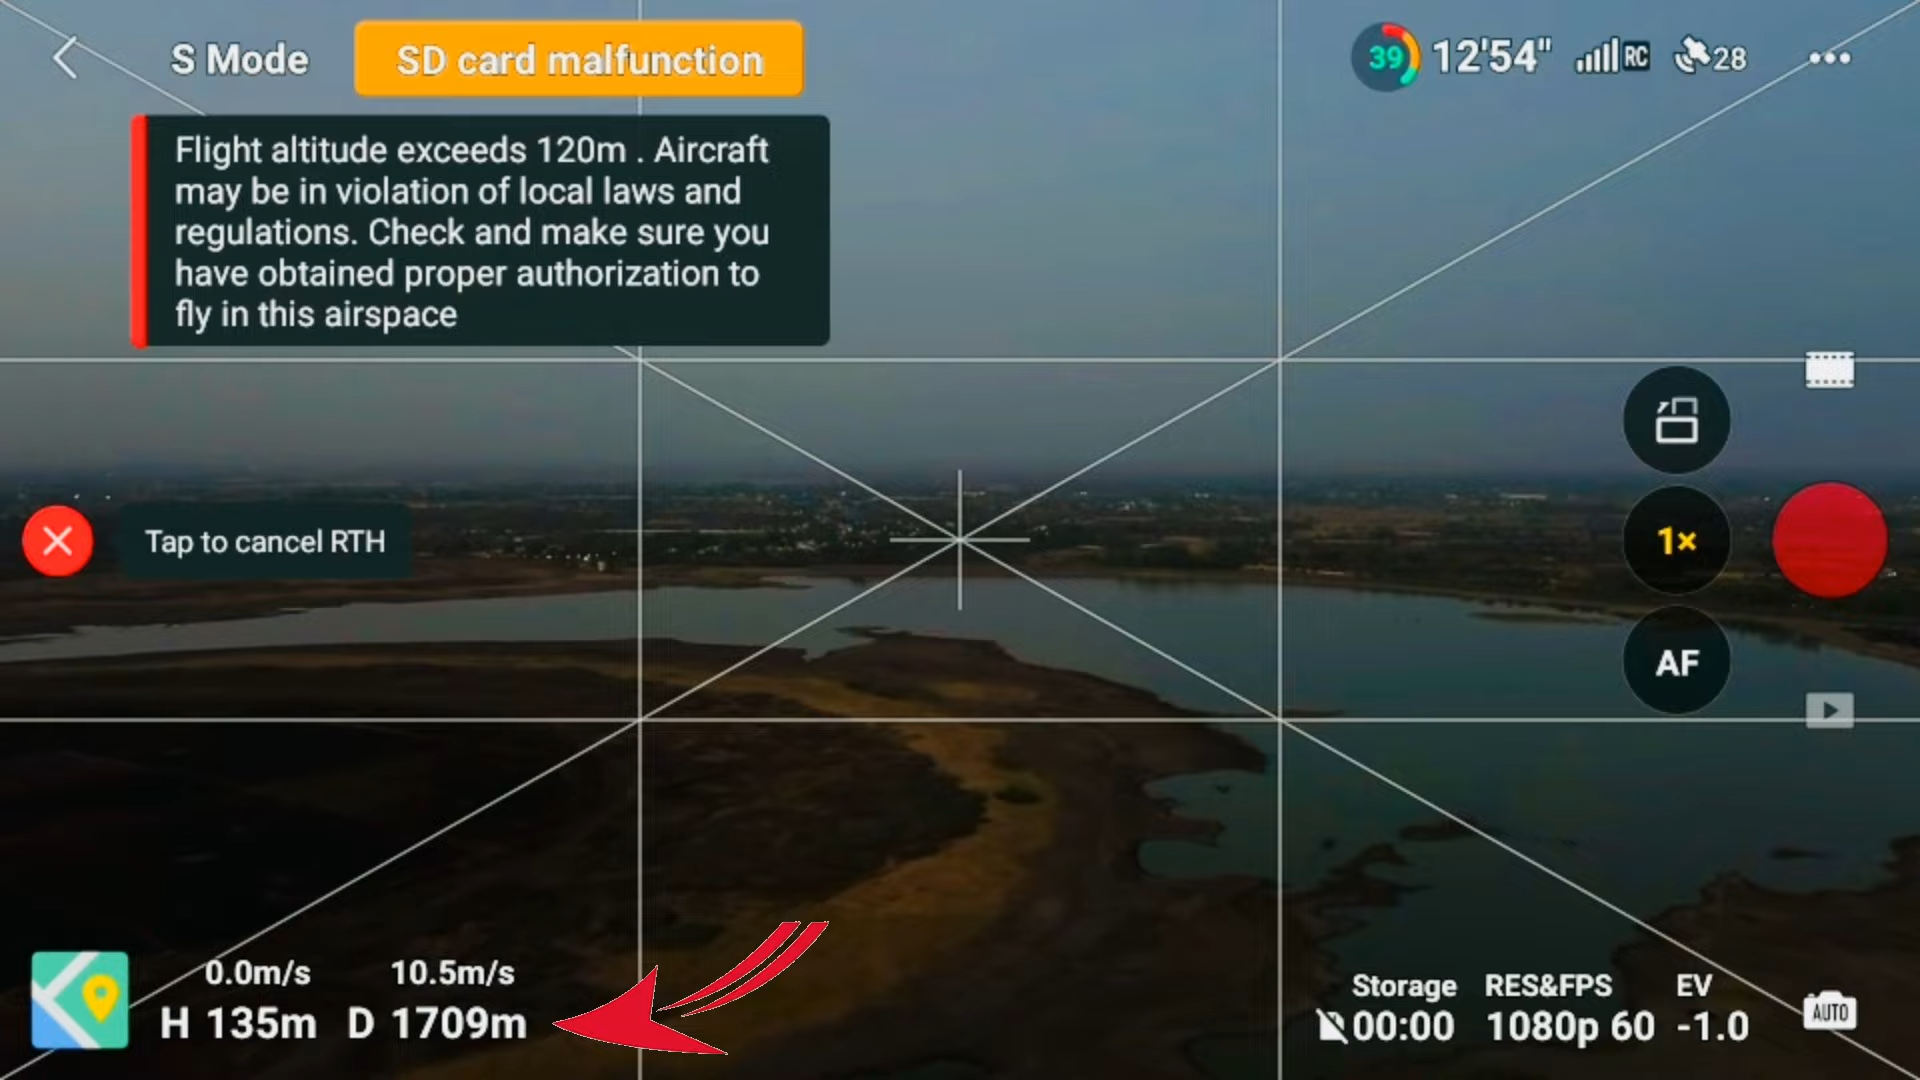 S Mode
SD card malfunction
39
12'54"
RC
28
Flight altitude exceeds 120m . Aircraft
may be in violation of local laws and
regulations. Check and make sure you
have obtained proper authorization to
fly in this airspace
Tap to cancel RTH
1×
AF
0.0m/s
10.5m/s
H 135m
D 1709m
Storage
00:00
RES&FPS
1080p 60
EV
-1.0
AUTO